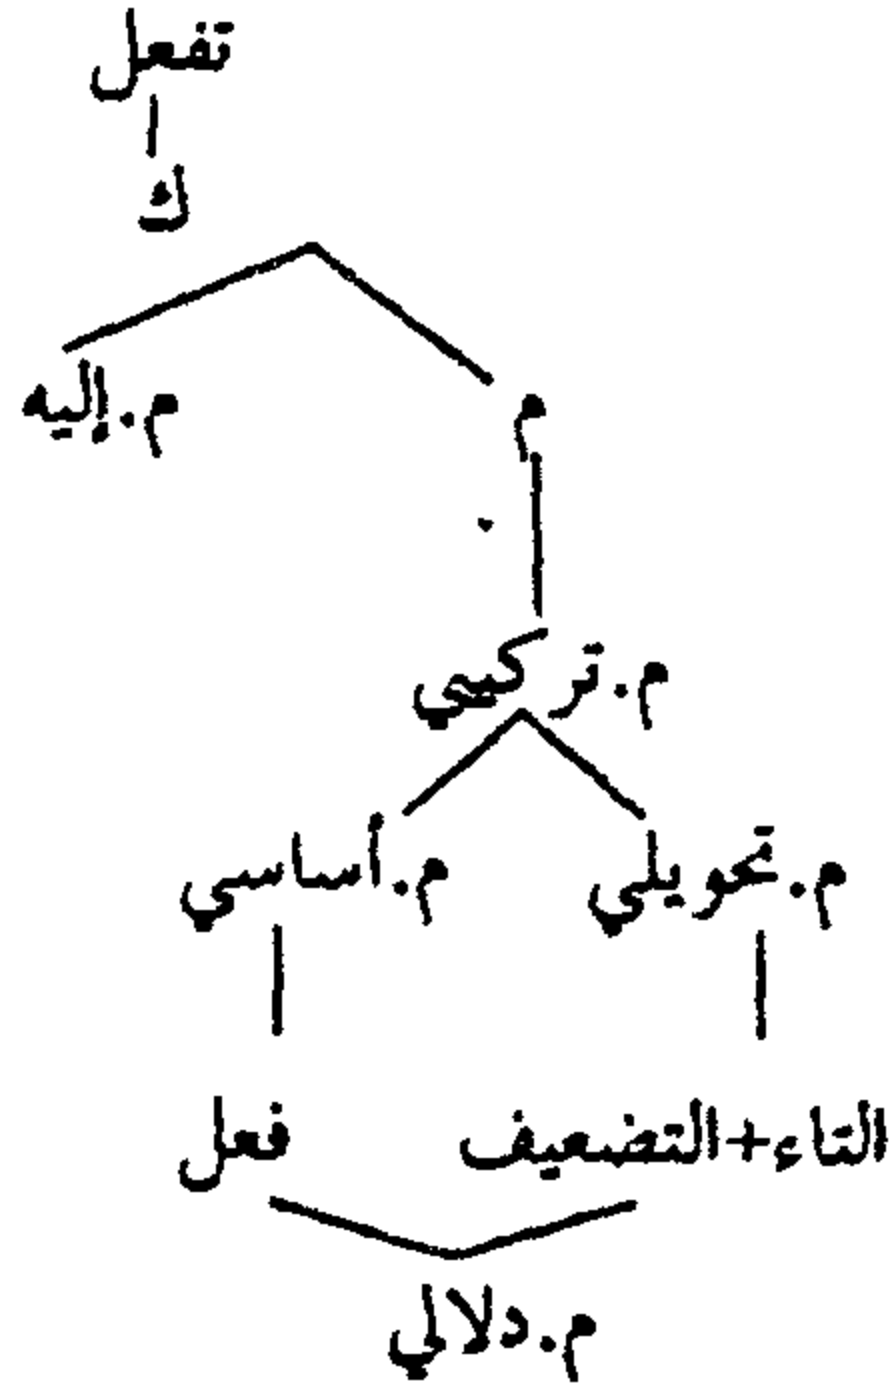 تفعل
ك
م م.إليه
م.تركيبي
م.تحويلي م.أساسي
التاء+التضعيف فعل
م.دلالي